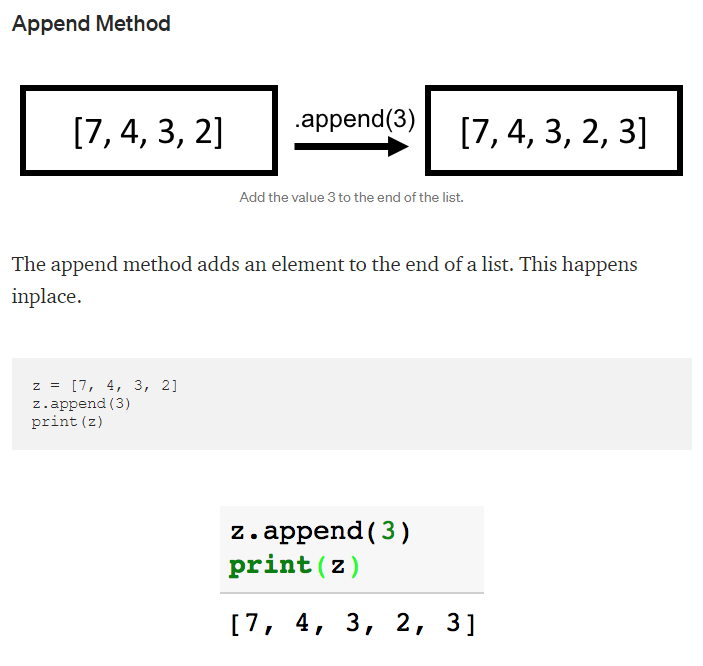 Append Method
[7, 4, 3, 2] .append(3) [7, 4, 3, 2, 3]
Add the value 3 to the end of the list.
The append method adds an element to the end of a list. This happens
inplace.
z = [7, 4, 3, 2]
z.append(3)
print(z)
z.append(3)
print(z)
[7, 4, 3, 2, 3]